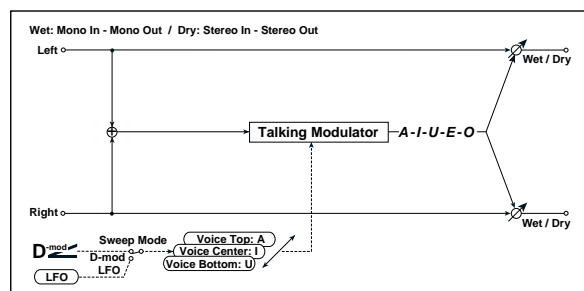 Wet: Mono In - Mono Out / Dry: Stereo In - Stereo Out
Left
Wet / Dry
Talking Modulator
A-I-U-E-O
Right
Wet / Dry
D-mod
Sweep Mode
D-mod
LFO
LFO
Voice Top: A
Voice Center: I
Voice Bottom: U